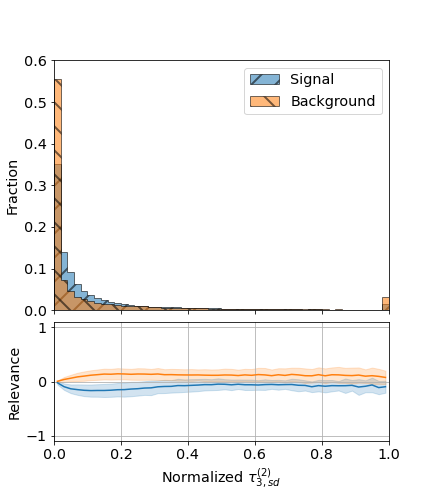 0.6
0.5
0.4
0.3
0.2
0.1
0.0
Fraction
Signal
Background
1
0
−1
Relevance
0.0 0.2 0.4 0.6 0.8 1.0
Normalized $\tau_{3,sd}^{(2)}$